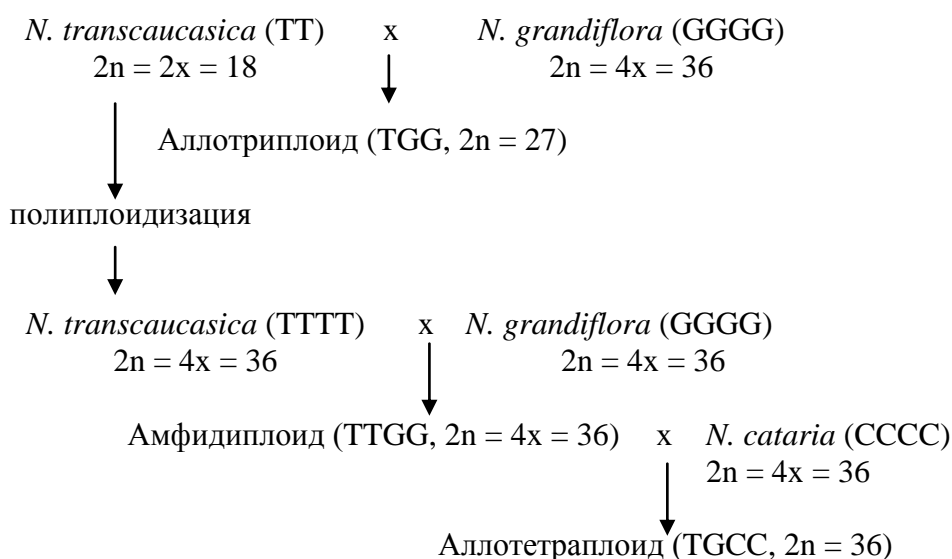 N. transcaucasica (TT) x N. grandiflora (GGGG)
2n = 2x = 18 2n = 4x = 36
Аллотриплоид (TGG, 2n = 27)
полиплоидизация
N. transcaucasica (TTTT) x N. grandiflora (GGGG)
2n = 4x = 36 2n = 4x = 36
Амфидиплоид (TTGG, 2n = 4x = 36) x N. cataria (CCCC)
2n = 4x = 36
Аллотетраплоид (TGCC, 2n = 36)